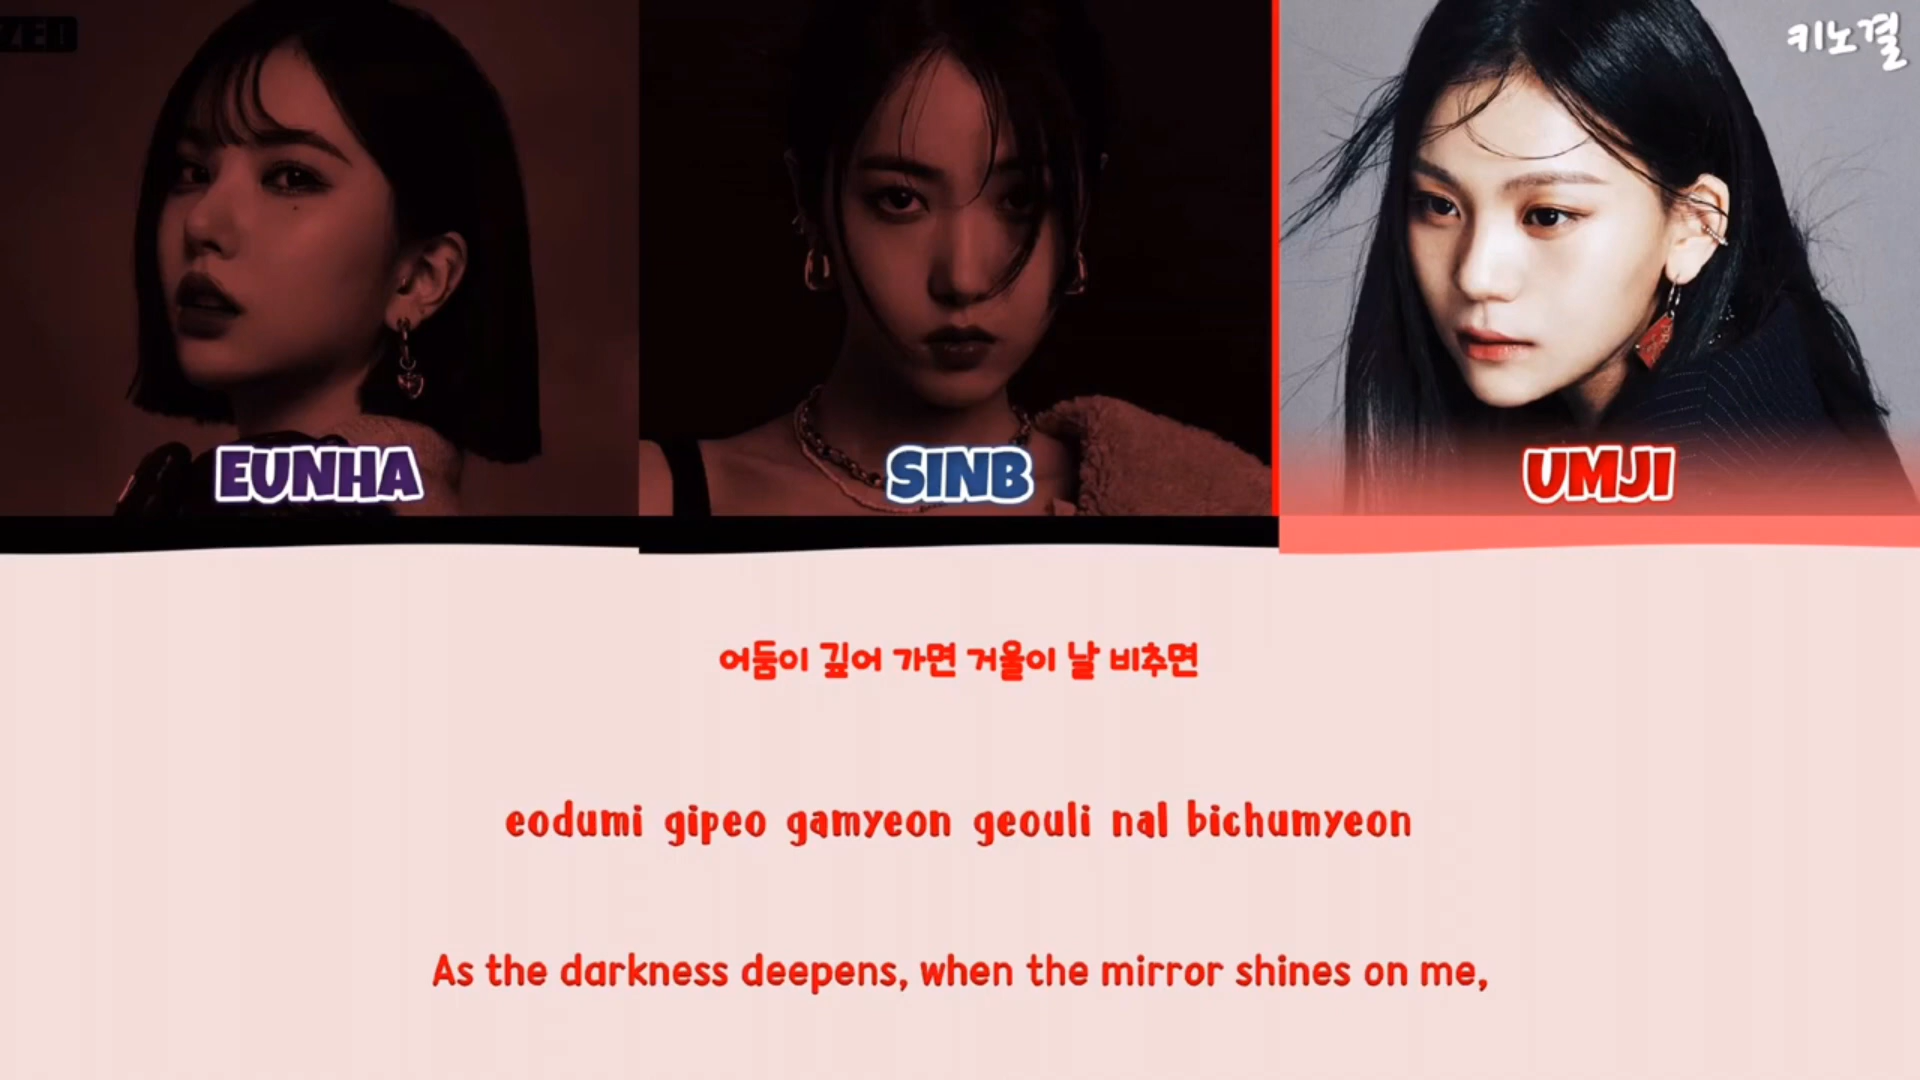 키노결
EUNHA
SINB
UMJI
어둠이 깊어 가면 거울이 날 비추면
eodumi gipeo gamyeon geouli nal bichumyeon
As the darkness deepens, when the mirror shines on me,